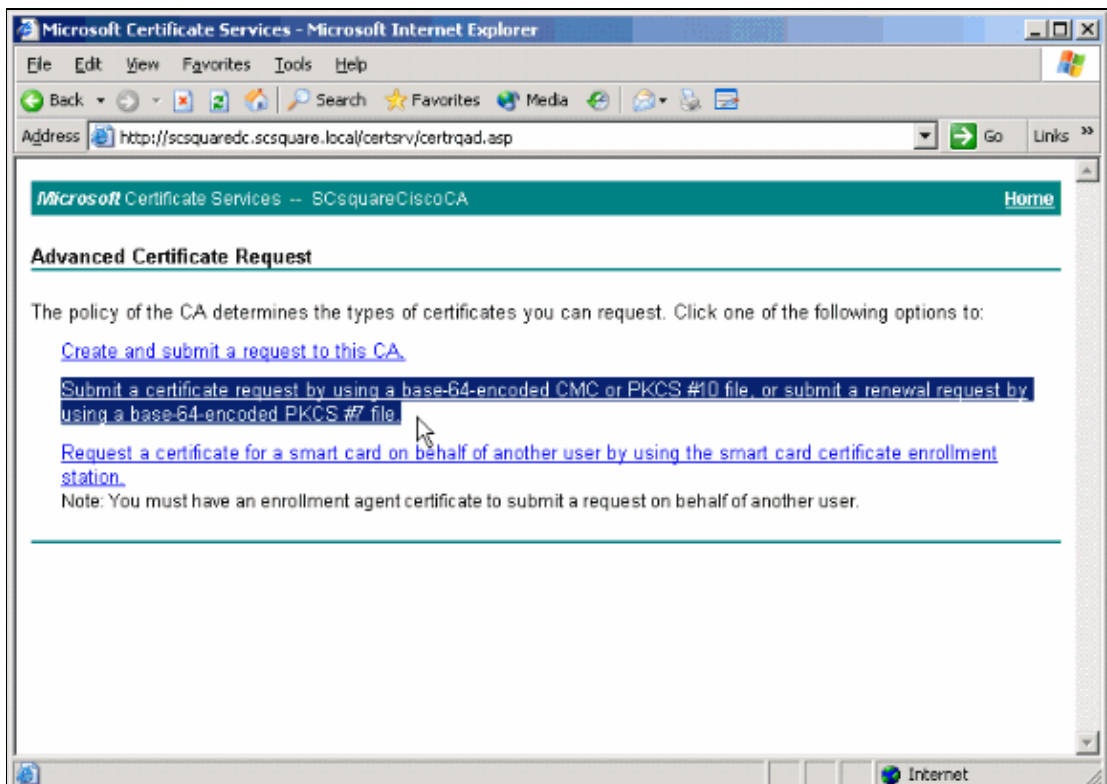 Microsoft Certificate Services - Microsoft Internet Explorer
File Edit View Favorites Tools Help
Back Search Favorites Media
Address http://scsquaredc.scsquare.local/certsrv/certrqad.asp Go Links »
Microsoft Certificate Services -- SCsquareCiscoCA Home
Advanced Certificate Request
The policy of the CA determines the types of certificates you can request. Click one of the following options to:
Create and submit a request to this CA.
Submit a certificate request by using a base-64-encoded CMC or PKCS #10 file, or submit a renewal request by
using a base-64-encoded PKCS #7 file.
Request a certificate for a smart card on behalf of another user by using the smart card certificate enrollment
station.
Note: You must have an enrollment agent certificate to submit a request on behalf of another user.
Internet